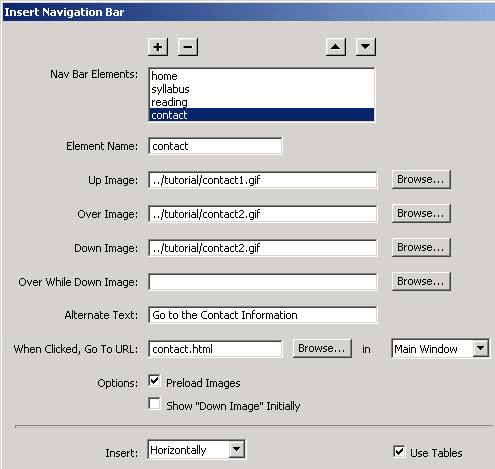 Insert Navigation Bar
+ −
Nav Bar Elements: home
syllabus
reading
contact
Element Name: contact
Up Image: ../tutorial/contact1.gif Browse...
Over Image: ../tutorial/contact2.gif Browse...
Down Image: ../tutorial/contact2.gif Browse...
Over While Down Image: Browse...
Alternate Text: Go to the Contact Information
When Clicked, Go To URL: contact.html Browse... in Main Window
Options: Preload Images
Show "Down Image" Initially
Insert: Horizontally Use Tables